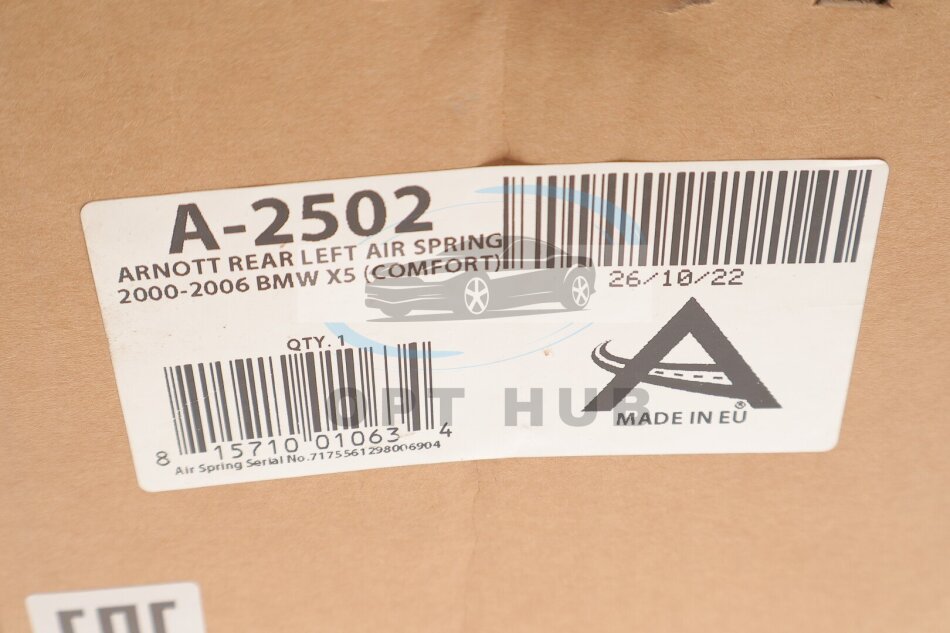 A-2502
ARNOTT REAR LEFT AIR SPRING
2000-2006 BMW X5 (COMFORT)
26/10/22
QTY. 1
8 15710 01063 4
Air Spring Serial No.7175561298006904
®
MADE IN EU
OPT HUB
EAC